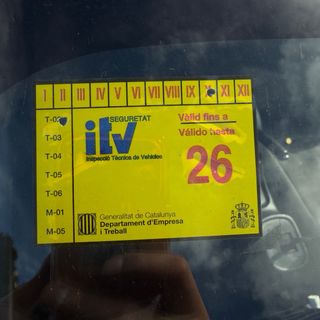 I II III IV V VI VII VIII IX X XI XII
T-02 SEGURETAT
T-03
T-04
T-05
T-06
M-01
M-05
itv
Inspecció Tècnica de Vehicles
Vàlid fins a
Válido hasta
26
Generalitat de Catalunya
Departament d'Empresa
i Treball